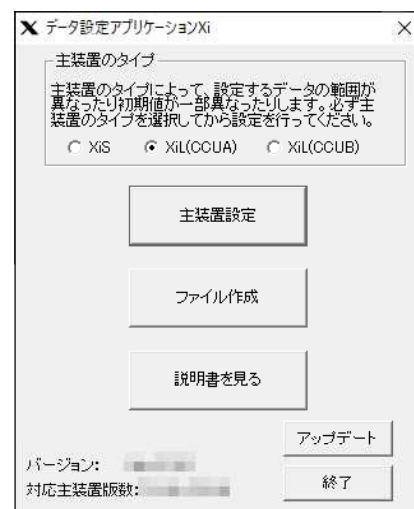 データ設定アプリケーションXi
主装置のタイプ
主装置のタイプによって、設定するデータの範囲が
異なったり初期値が一部異なったりします。必ず主
装置のタイプを選択してから設定を行ってください。
XiS XiL(CCUA) XiL(CCUB)
主装置設定
ファイル作成
説明書を見る
アップデート
バージョン:
対応主装置版数:
終了